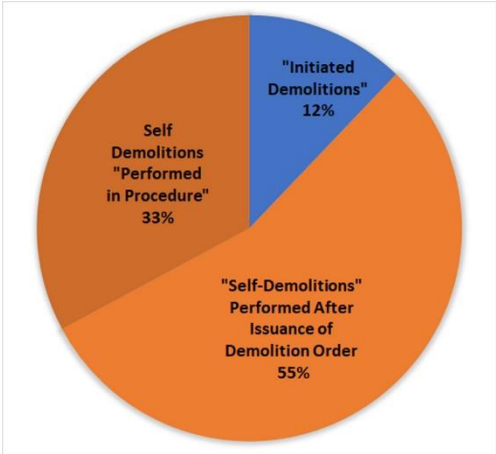 "Initiated
Demolitions"
12%
Self
Demolitions
"Performed
in Procedure"
33%
"Self-Demolitions"
Performed After
Issuance of
Demolition Order
55%